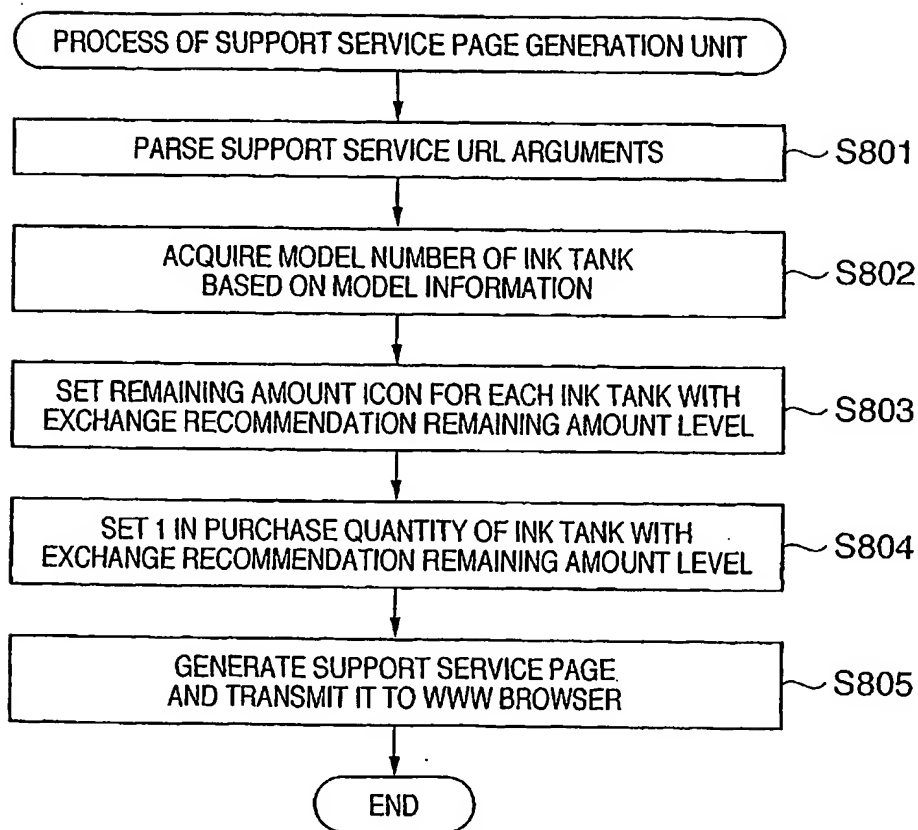 PROCESS OF SUPPORT SERVICE PAGE GENERATION UNIT
PARSE SUPPORT SERVICE URL ARGUMENTS
S801
ACQUIRE MODEL NUMBER OF INK TANK
BASED ON MODEL INFORMATION
S802
SET REMAINING AMOUNT ICON FOR EACH INK TANK WITH
EXCHANGE RECOMMENDATION REMAINING AMOUNT LEVEL
S803
SET 1 IN PURCHASE QUANTITY OF INK TANK WITH
EXCHANGE RECOMMENDATION REMAINING AMOUNT LEVEL
S804
GENERATE SUPPORT SERVICE PAGE
AND TRANSMIT IT TO WWW BROWSER
S805
END